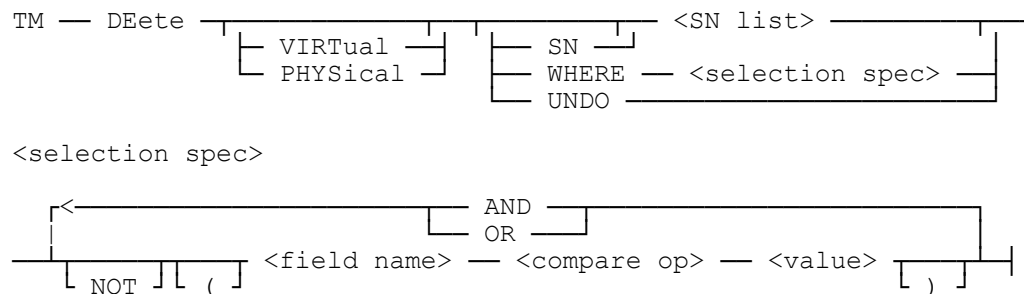 TM DEete <SN list>
VIRTual SN
PHYSical WHERE <selection spec>
UNDO
<selection spec>
< AND
OR
<field name> <compare op> <value>
NOT ( )